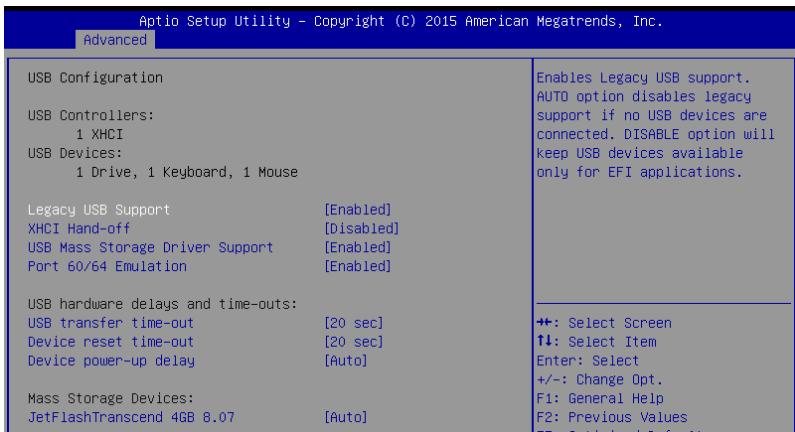 Aptio Setup Utility – Copyright (C) 2015 American Megatrends, Inc.
Advanced
USB Configuration
USB Controllers:
1 XHCI
USB Devices:
1 Drive, 1 Keyboard, 1 Mouse
Legacy USB Support [Enabled]
XHCI Hand-off [Disabled]
USB Mass Storage Driver Support [Enabled]
Port 60/64 Emulation [Enabled]
USB hardware delays and time-outs:
USB transfer time-out [20 sec]
Device reset time-out [20 sec]
Device power-up delay [Auto]
Mass Storage Devices:
JetFlashTranscend 4GB 8.07 [Auto]
Enables Legacy USB support.
AUTO option disables legacy
support if no USB devices are
connected. DISABLE option will
keep USB devices available
only for EFI applications.
→←: Select Screen
↑↓: Select Item
Enter: Select
+/-: Change Opt.
F1: General Help
F2: Previous Values